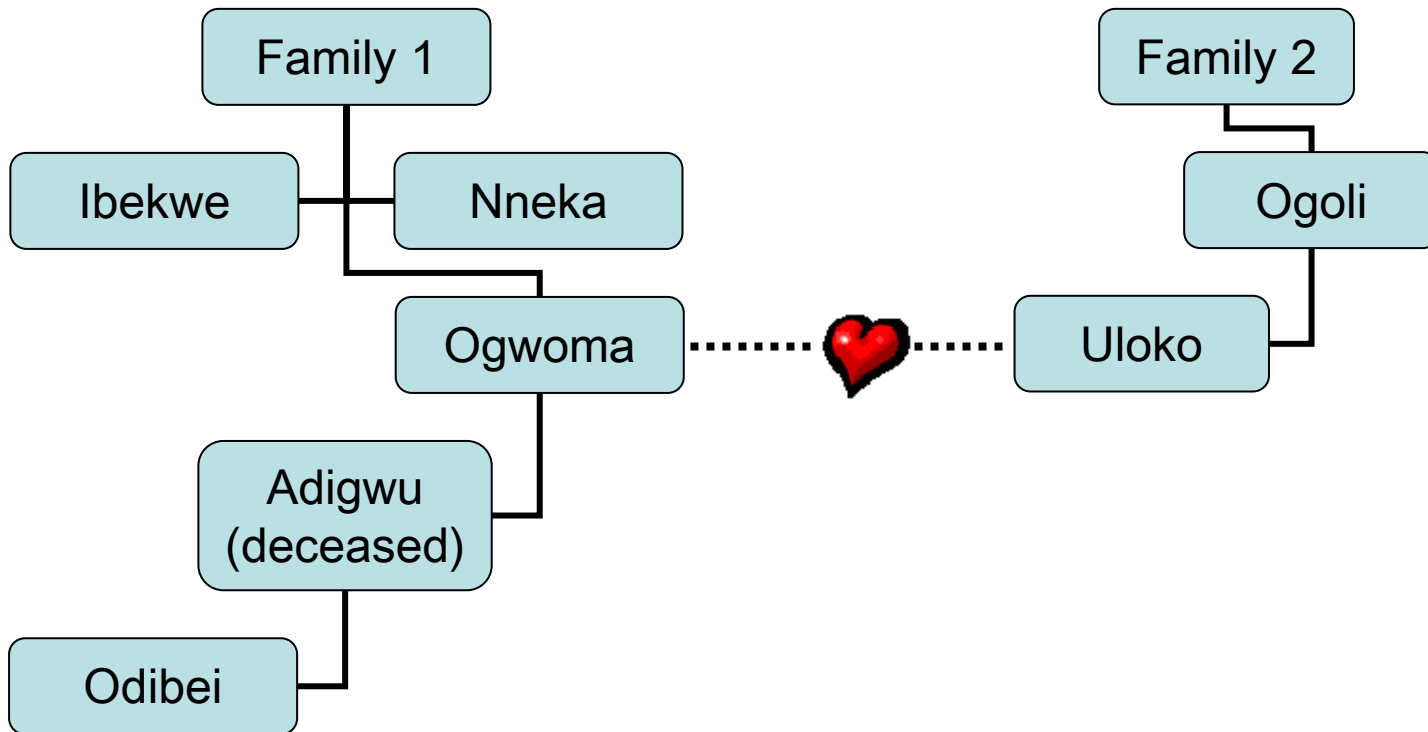 Family 1
Family 2
Ibekwe
Nneka
Ogoli
Ogwoma
Uloko
Adigwu
(deceased)
Odibei